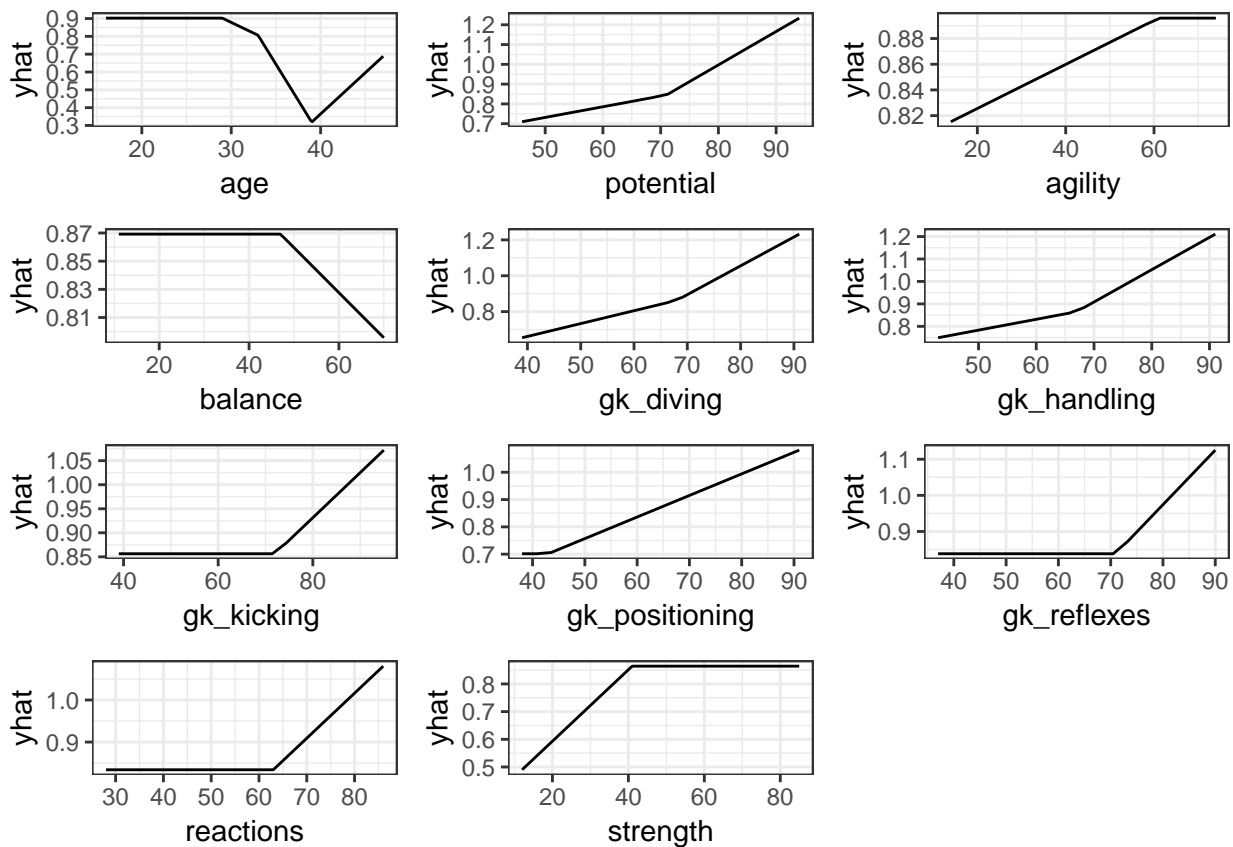 0.9
0.8
0.7
0.6
0.5
0.4
0.3
yhat
20 30 40
age
1.2
1.1
1.0
0.9
0.8
0.7
yhat
50 60 70 80 90
potential
0.88
0.86
0.84
0.82
yhat
20 40 60
agility
0.87
0.85
0.83
0.81
yhat
20 40 60
balance
1.2
1.0
0.8
yhat
40 50 60 70 80 90
gk_diving
1.2
1.1
1.0
0.9
0.8
yhat
50 60 70 80 90
gk_handling
1.05
1.00
0.95
0.90
0.85
yhat
40 60 80
gk_kicking
1.0
0.9
0.8
0.7
yhat
40 50 60 70 80 90
gk_positioning
1.1
1.0
0.9
yhat
40 50 60 70 80 90
gk_reflexes
1.0
0.9
yhat
30 40 50 60 70 80
reactions
0.8
0.7
0.6
0.5
yhat
20 40 60 80
strength